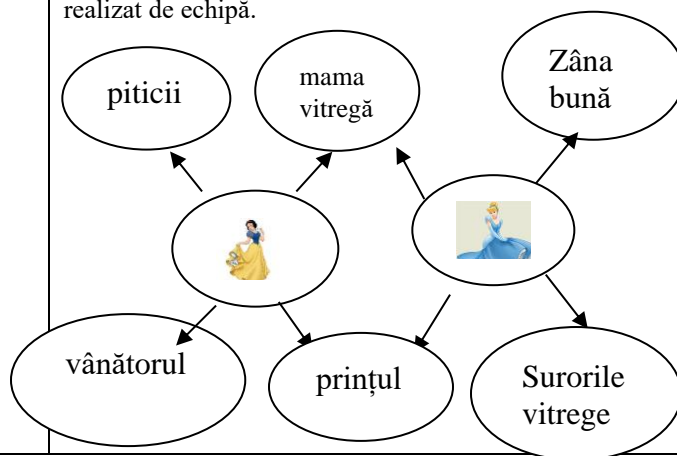 realizat de echipă.
piticii
mama
vitregă
Zâna
bună
vânătorul
prințul
Surorile
vitrege